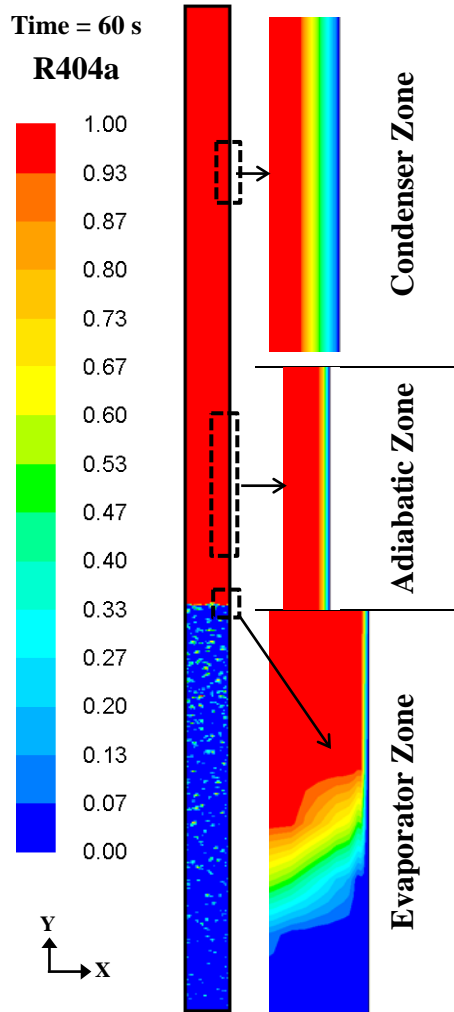 Time = 60 s
R404a
1.00
0.93
0.87
0.80
0.73
0.67
0.60
0.53
0.47
0.40
0.33
0.27
0.20
0.13
0.07
0.00
Y
X
Condenser Zone
Adiabatic Zone
Evaporator Zone